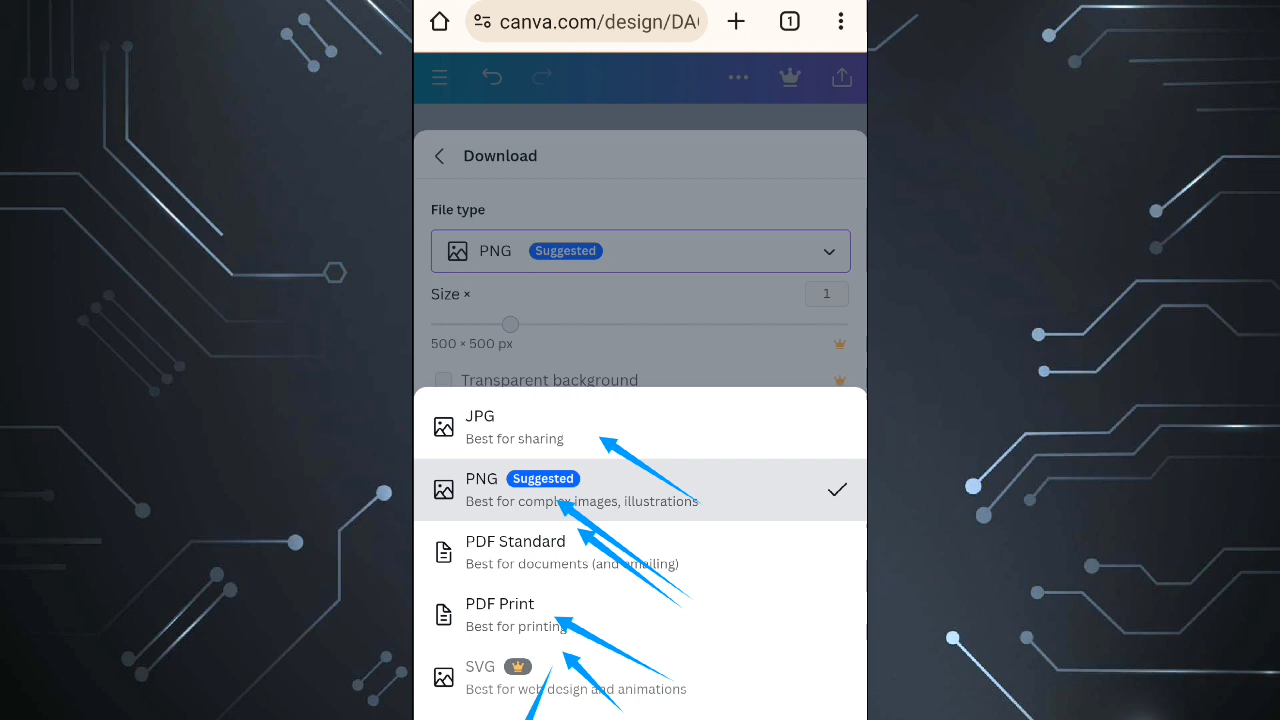 canva.com/design/DA
1
Download
File type
PNG Suggested
Size × 1
500 × 500 px
Transparent background
JPG
Best for sharing
PNG Suggested
Best for complex images, illustrations
PDF Standard
Best for documents (and emailing)
PDF Print
Best for printing
SVG
Best for web design and animations